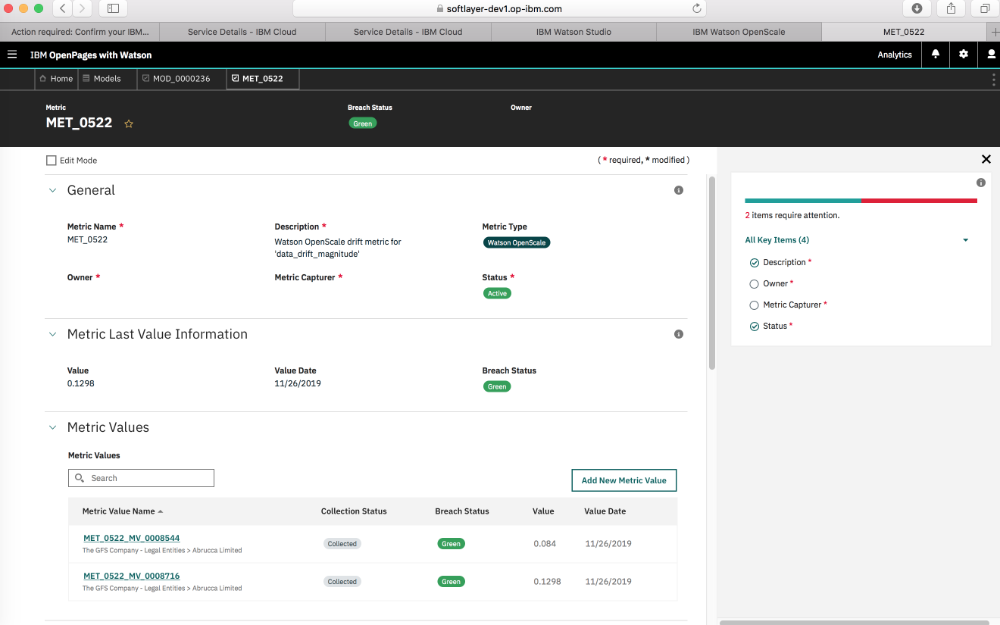 softlayer-dev1.op-ibm.com
Action required: Confirm your IBM...
Service Details - IBM Cloud
Service Details - IBM Cloud
IBM Watson Studio
IBM Watson OpenScale
MET_0522
IBM OpenPages with Watson
Analytics
Home
Models
MOD_0000236
MET_0522
Metric
Breach Status
Owner
MET_0522
Green
Edit Mode
( * required, * modified )
General
Metric Name *
Description *
Metric Type
MET_0522
Watson OpenScale drift metric for
'data_drift_magnitude'
Watson OpenScale
Owner *
Metric Capturer *
Status *
Active
Metric Last Value Information
Value
Value Date
Breach Status
0.1298
11/26/2019
Green
Metric Values
Metric Values
Search
Add New Metric Value
Metric Value Name
Collection Status
Breach Status
Value
Value Date
MET_0522_MV_0008544
The GFS Company - Legal Entities > Abrucca Limited
Collected
Green
0.084
11/26/2019
MET_0522_MV_0008716
The GFS Company - Legal Entities > Abrucca Limited
Collected
Green
0.1298
11/26/2019
2 items require attention.
All Key Items (4)
Description *
Owner *
Metric Capturer *
Status *